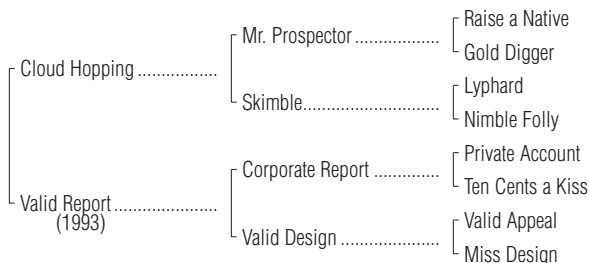 Raise a Native
Mr. Prospector ..................
Gold Digger
Cloud Hopping .................
Lyphard
Skimble.............................
Nimble Folly
Private Account
Corporate Report ..............
Ten Cents a Kiss
Valid Report ......................
(1993)
Valid Appeal
Valid Design .....................
Miss Design